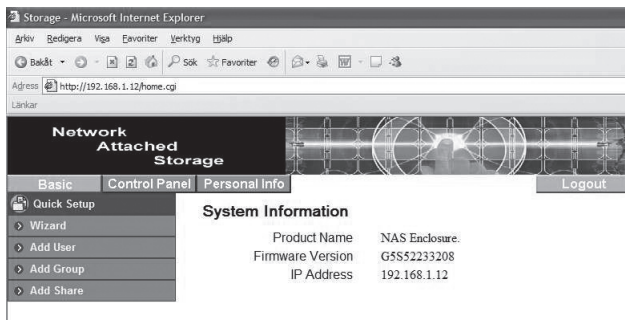 Storage - Microsoft Internet Explorer
Arkiv Redigera Visa Favoriter Verktyg Hjälp
Bakåt Sök Favoriter
Adress http://192.168.1.12/home.cgi
Länkar
Network
Attached
Storage
Basic Control Panel Personal Info Logout
Quick Setup
Wizard
Add User
Add Group
Add Share
System Information
Product Name NAS Enclosure.
Firmware Version G5S52233208
IP Address 192.168.1.12